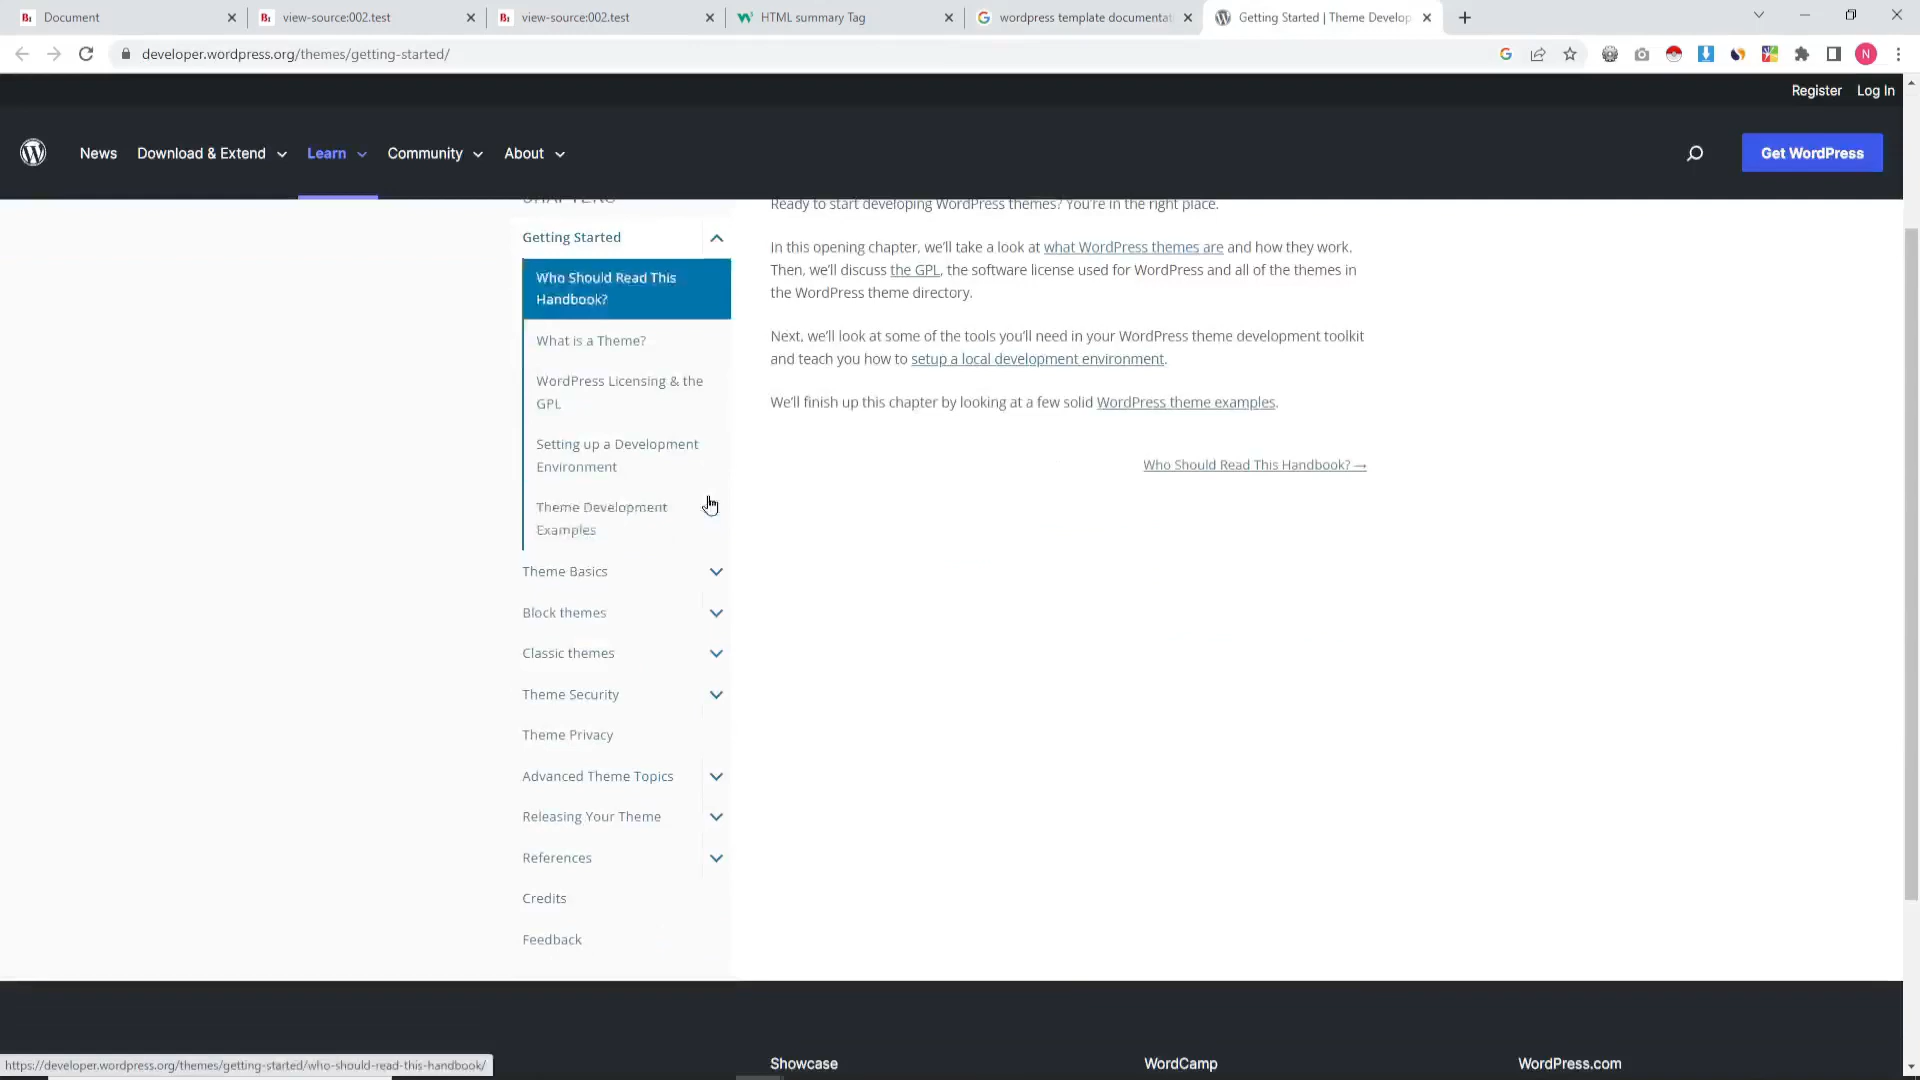 Document
view-source:002.test
view-source:002.test
HTML summary Tag
wordpress template documentat
Getting Started | Theme Develop
developer.wordpress.org/themes/getting-started/
N
Register Log In
News Download & Extend Learn Community About
Get WordPress
CHAPTERS
Getting Started
Who Should Read This
Handbook?
What is a Theme?
WordPress Licensing & the
GPL
Setting up a Development
Environment
Theme Development
Examples
Theme Basics
Block themes
Classic themes
Theme Security
Theme Privacy
Advanced Theme Topics
Releasing Your Theme
References
Credits
Feedback
Ready to start developing WordPress themes? You're in the right place.
In this opening chapter, we'll take a look at what WordPress themes are and how they work.
Then, we'll discuss the GPL, the software license used for WordPress and all of the themes in
the WordPress theme directory.
Next, we'll look at some of the tools you'll need in your WordPress theme development toolkit
and teach you how to setup a local development environment.
We'll finish up this chapter by looking at a few solid WordPress theme examples.
Who Should Read This Handbook? →
Showcase
WordCamp
WordPress.com
https://developer.wordpress.org/themes/getting-started/who-should-read-this-handbook/